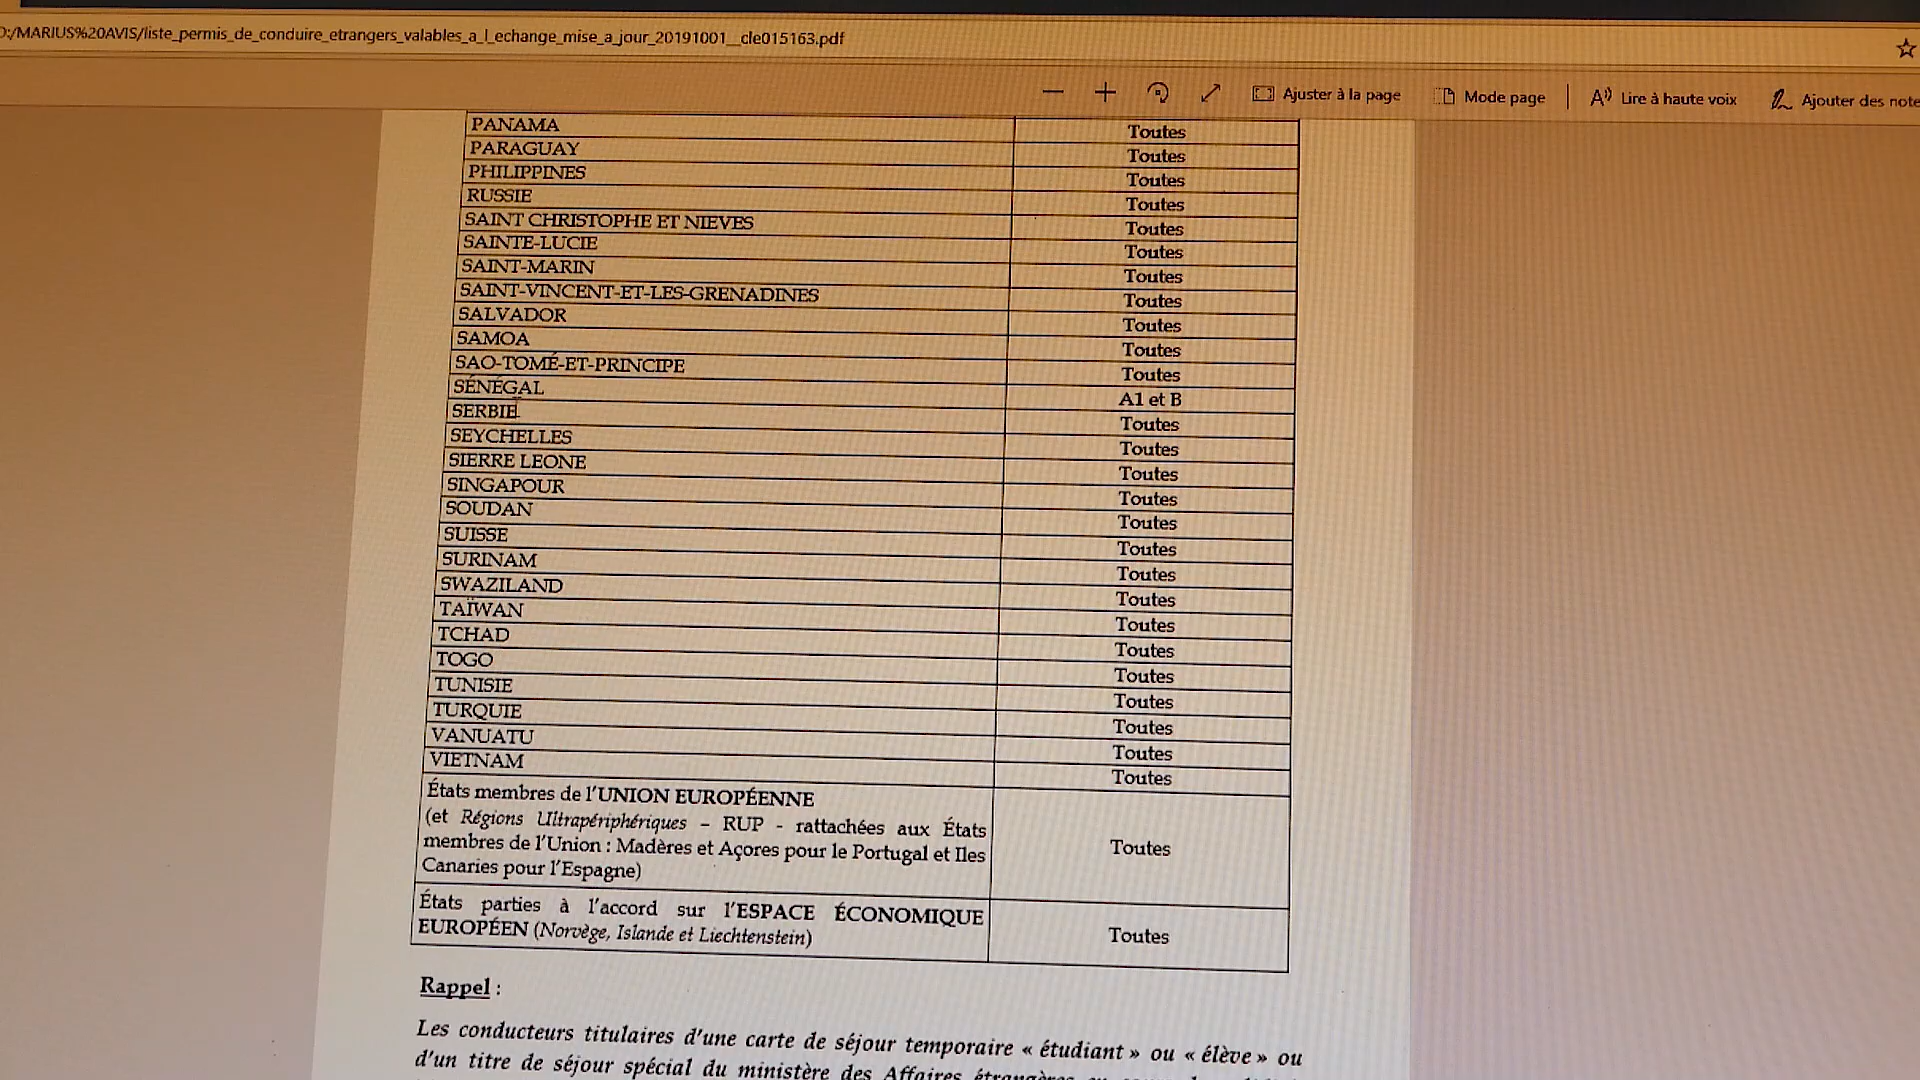 D:/MARIUS%20AVIS/liste_permis_de_conduire_etrangers_valables_a_l_echange_mise_a_jour_20191001__cle015163.pdf
Ajuster à la page Mode page Lire à haute voix Ajouter des note
PANAMA Toutes
PARAGUAY Toutes
PHILIPPINES Toutes
RUSSIE Toutes
SAINT CHRISTOPHE ET NIEVES Toutes
SAINTE-LUCIE Toutes
SAINT-MARIN Toutes
SAINT-VINCENT-ET-LES-GRENADINES Toutes
SALVADOR Toutes
SAMOA Toutes
SAO-TOMÉ-ET-PRINCIPE Toutes
SÉNÉGAL A1 et B
SERBIE Toutes
SEYCHELLES Toutes
SIERRE LEONE Toutes
SINGAPOUR Toutes
SOUDAN Toutes
SUISSE Toutes
SURINAM Toutes
SWAZILAND Toutes
TAÏWAN Toutes
TCHAD Toutes
TOGO Toutes
TUNISIE Toutes
TURQUIE Toutes
VANUATU Toutes
VIETNAM Toutes
États membres de l'UNION EUROPÉENNE
(et Régions Ultrapériphériques – RUP - rattachées aux États
membres de l'Union : Madères et Açores pour le Portugal et Iles Toutes
Canaries pour l'Espagne)
États parties à l'accord sur l'ESPACE ÉCONOMIQUE
EUROPÉEN (Norvège, Islande et Liechtenstein) Toutes
Rappel :
Les conducteurs titulaires d'une carte de séjour temporaire « étudiant » ou « élève » ou
d'un titre de séjour spécial du ministère des Affaires étrangères